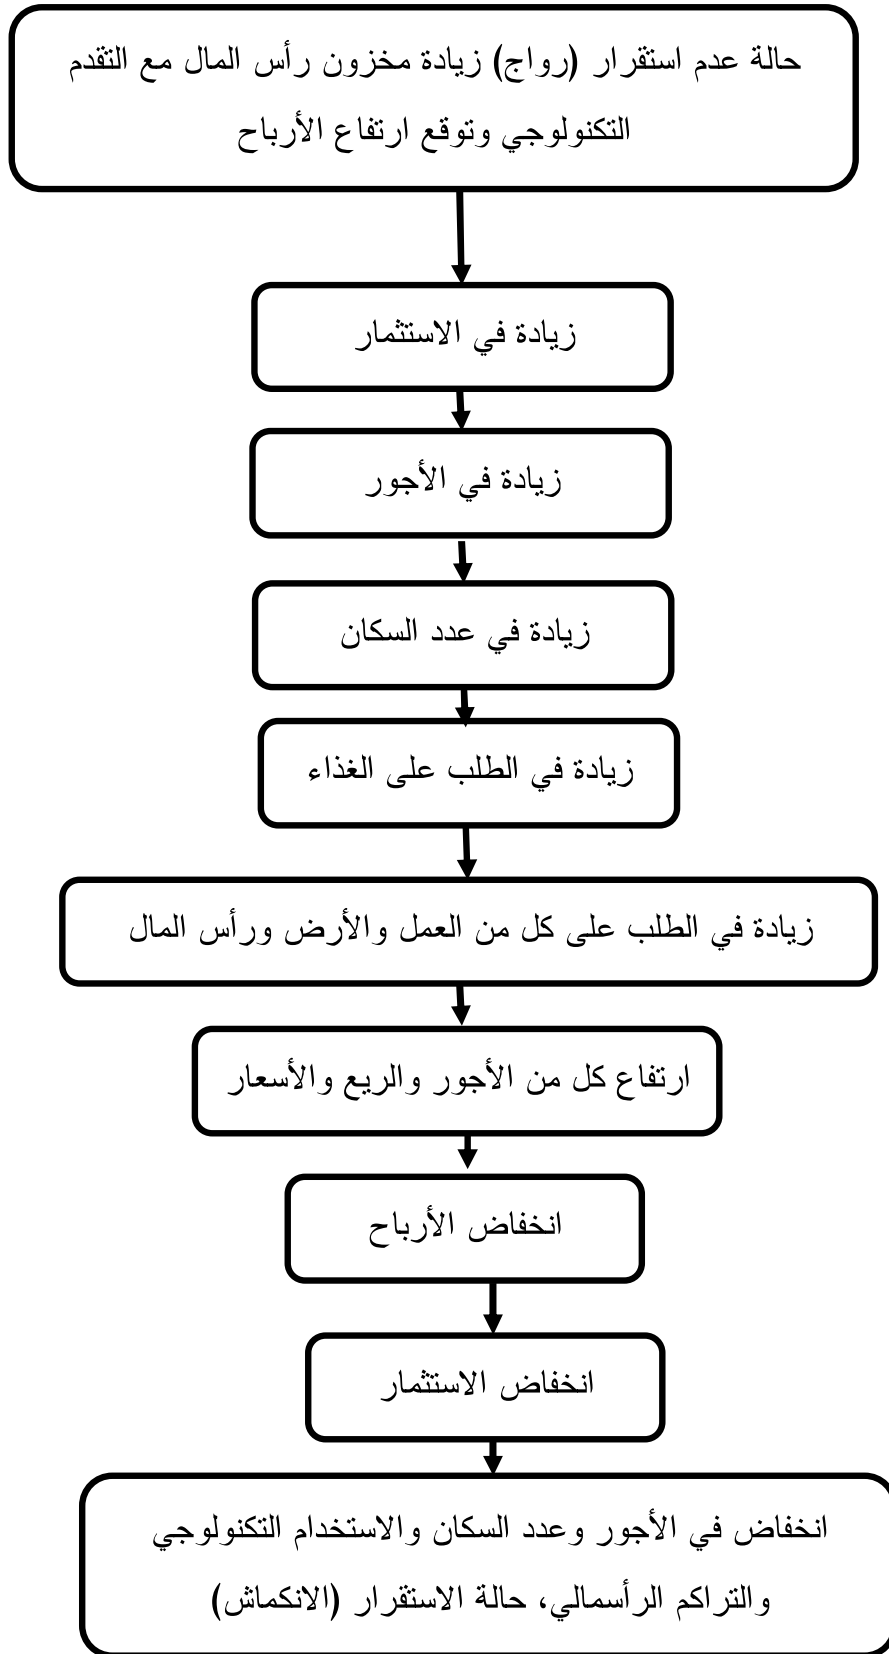 حالة عدم استقرار (رواج) زيادة مخزون رأس المال مع التقدم
التكنولوجي وتوقع ارتفاع الأرباح
زيادة في الاستثمار
زيادة في الأجور
زيادة في عدد السكان
زيادة في الطلب على الغذاء
زيادة في الطلب على كل من العمل والأرض ورأس المال
ارتفاع كل من الأجور والريع والأسعار
انخفاض الأرباح
انخفاض الاستثمار
انخفاض في الأجور وعدد السكان والاستخدام التكنولوجي
والتراكم الرأسمالي، حالة الاستقرار (الانكماش)